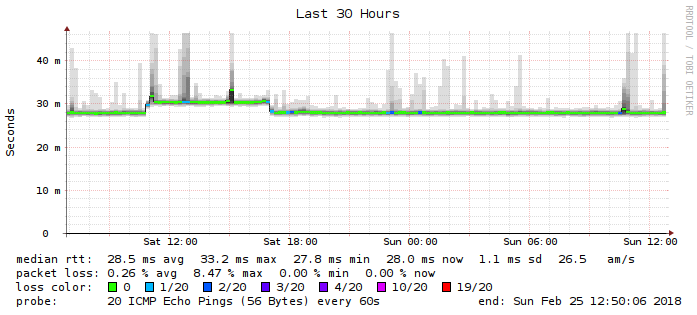 Last 30 Hours
RRDTOOL / TOBI OETIKER
Seconds
40 m
30 m
20 m
10 m
0
Sat 12:00 Sat 18:00 Sun 00:00 Sun 06:00 Sun 12:00
median rtt: 28.5 ms avg 33.2 ms max 27.8 ms min 28.0 ms now 1.1 ms sd 26.5 am/s
packet loss: 0.26 % avg 8.47 % max 0.00 % min 0.00 % now
loss color: 0 1/20 2/20 3/20 4/20 10/20 19/20
probe: 20 ICMP Echo Pings (56 Bytes) every 60s end: Sun Feb 25 12:50:06 2018